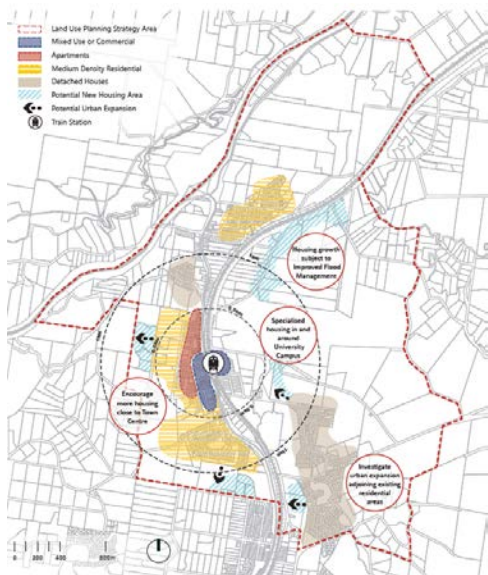 Land Use Planning Strategy Area
Mixed Use or Commercial
Apartments
Medium Density Residential
Detached Houses
Potential New Housing Area
Potential Urban Expansion
Train Station
Housing growth
subject to
Improved Flood
Management
Specialised
housing in and
around
University
Campus
Encourage
more housing
close to Town
Centre
Investigate
urban expansion
adjoining existing
residential
areas
0 200 400 800m